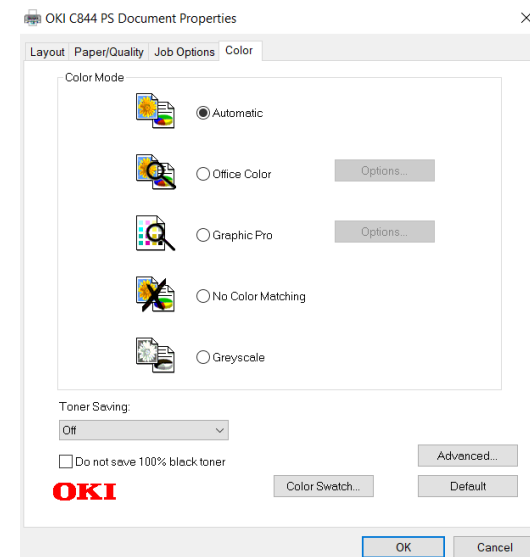 OKI C844 PS Document Properties
Layout Paper/Quality Job Options Color
Color Mode
Automatic
Office Color Options...
Graphic Pro Options...
No Color Matching
Greyscale
Toner Saving:
Off
Do not save 100% black toner Advanced...
OKI Color Swatch... Default
OK Cancel